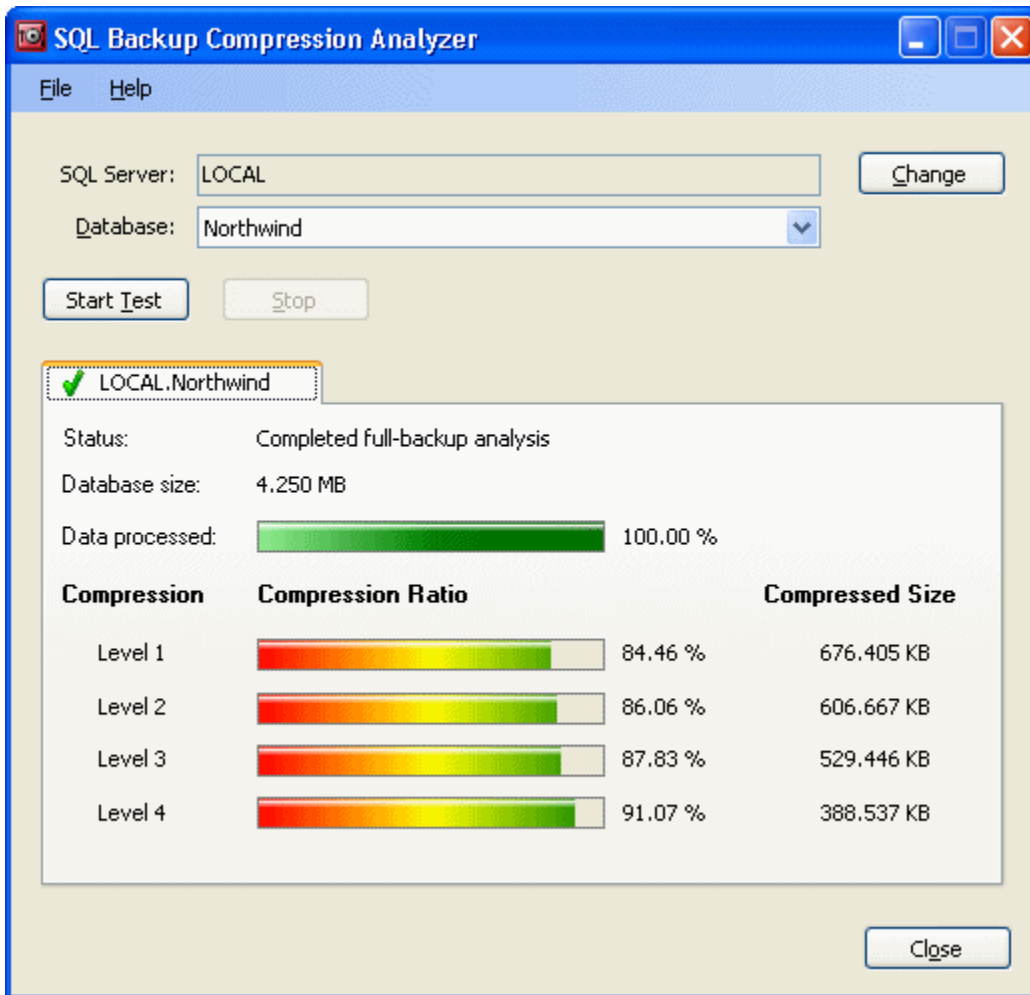 SQL Backup Compression Analyzer
File Help
SQL Server: LOCAL Change
Database: Northwind
Start Test Stop
LOCAL.Northwind
Status: Completed full-backup analysis
Database size: 4.250 MB
Data processed: 100.00 %
Compression Compression Ratio Compressed Size
Level 1 84.46 % 676.405 KB
Level 2 86.06 % 606.667 KB
Level 3 87.83 % 529.446 KB
Level 4 91.07 % 388.537 KB
Close